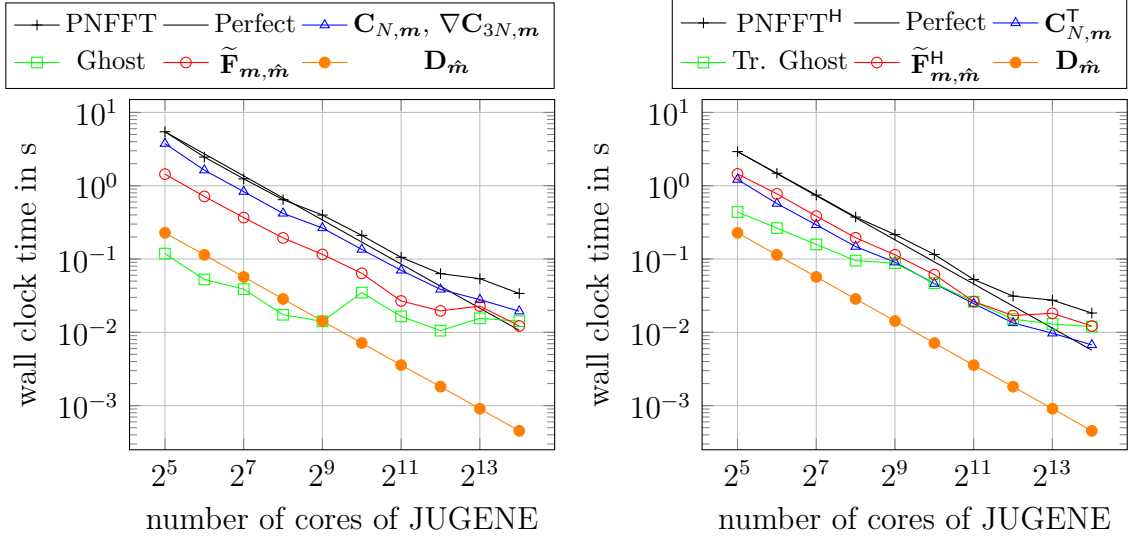 PNFFT Perfect C_{N,m}, ∇C_{3N,m}
Ghost F̃_{m,m̂} D_{m̂}
10^1
10^0
10^{-1}
10^{-2}
10^{-3}
wall clock time in s
2^5 2^7 2^9 2^{11} 2^{13}
number of cores of JUGENE
PNFFT^H Perfect C^T_{N,m}
Tr. Ghost F̃^H_{m,m̂} D_{m̂}
10^1
10^0
10^{-1}
10^{-2}
10^{-3}
wall clock time in s
2^5 2^7 2^9 2^{11} 2^{13}
number of cores of JUGENE